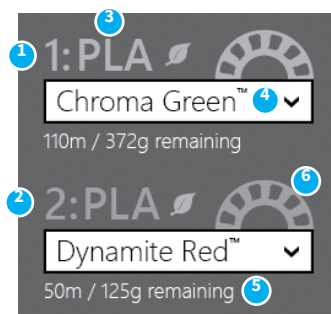 3
1 1: PLA
Chroma Green™ 4
110m / 372g remaining
6
2 2: PLA
Dynamite Red™
50m / 125g remaining 5